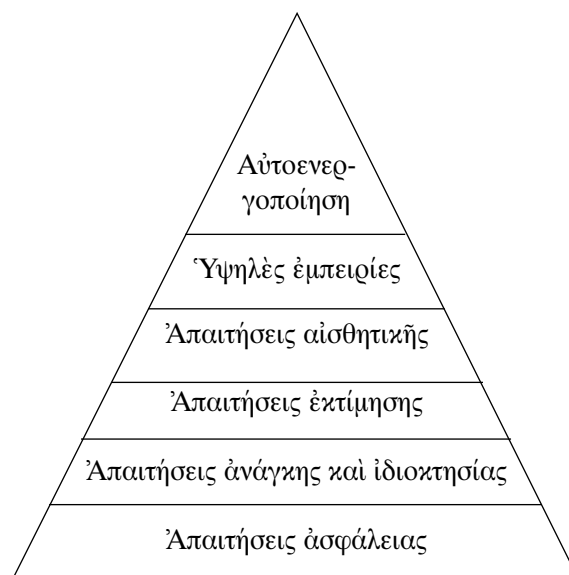 Αὐτοενερ-
γοποίηση
Ὑψηλὲς ἐμπειρίες
Ἀπαιτήσεις αἰσθητικῆς
Ἀπαιτήσεις ἐκτίμησης
Ἀπαιτήσεις ἀνάγκης καὶ ἰδιοκτησίας
Ἀπαιτήσεις ἀσφάλειας